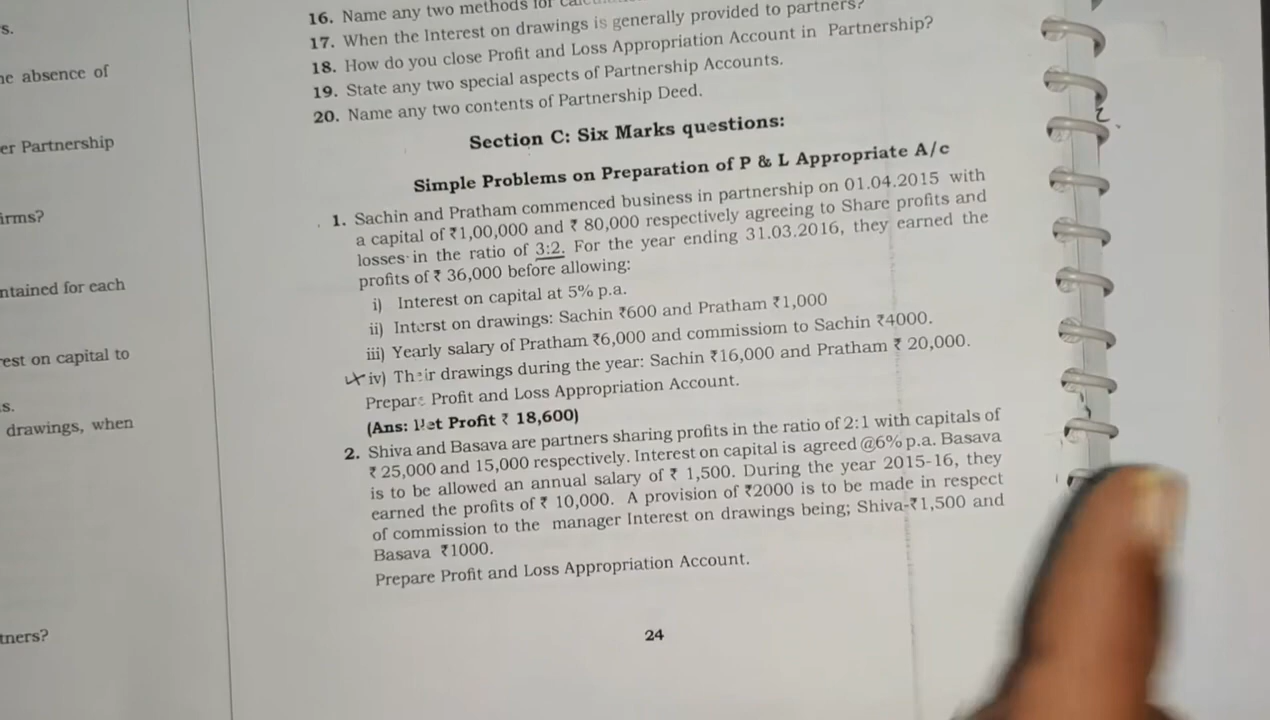 s.
ne absence of
er Partnership
irms?
ntained for each
rest on capital to
s.
drawings, when
tners?
16. Name any two methods for
17. When the Interest on drawings is generally provided to partners?
18. How do you close Profit and Loss Appropriation Account in Partnership?
19. State any two special aspects of Partnership Accounts.
20. Name any two contents of Partnership Deed.
Section C: Six Marks questions:
Simple Problems on Preparation of P & L Appropriate A/c
1. Sachin and Pratham commenced business in partnership on 01.04.2015 with
a capital of ₹1,00,000 and ₹ 80,000 respectively agreeing to Share profits and
losses in the ratio of 3:2. For the year ending 31.03.2016, they earned the
profits of ₹ 36,000 before allowing:
i) Interest on capital at 5% p.a.
ii) Interst on drawings: Sachin ₹600 and Pratham ₹1,000
iii) Yearly salary of Pratham ₹6,000 and commissiom to Sachin ₹4000.
iv) Their drawings during the year: Sachin ₹16,000 and Pratham ₹ 20,000.
Prepare Profit and Loss Appropriation Account.
(Ans: Net Profit ₹ 18,600)
2. Shiva and Basava are partners sharing profits in the ratio of 2:1 with capitals of
₹ 25,000 and 15,000 respectively. Interest on capital is agreed @6% p.a. Basava
is to be allowed an annual salary of ₹ 1,500. During the year 2015-16, they
earned the profits of ₹ 10,000. A provision of ₹2000 is to be made in respect
of commission to the manager Interest on drawings being; Shiva-₹1,500 and
Basava ₹1000.
Prepare Profit and Loss Appropriation Account.
24